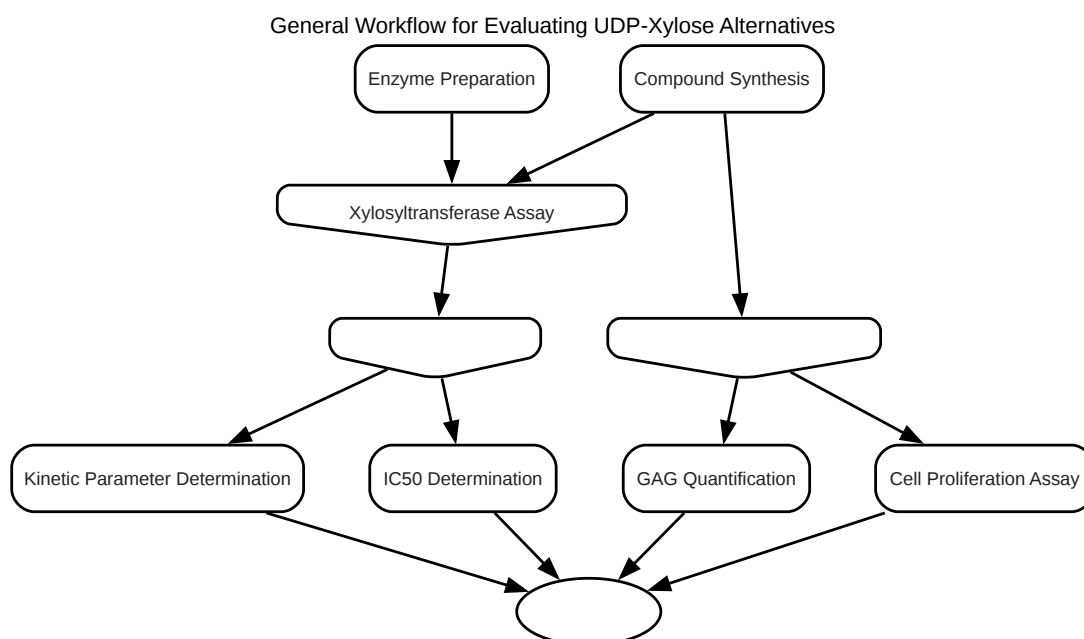 General Workflow for Evaluating UDP-Xylose Alternatives
Enzyme Preparation
Compound Synthesis
Xylosyltransferase Assay
Kinetic Parameter Determination
IC50 Determination
GAG Quantification
Cell Proliferation Assay